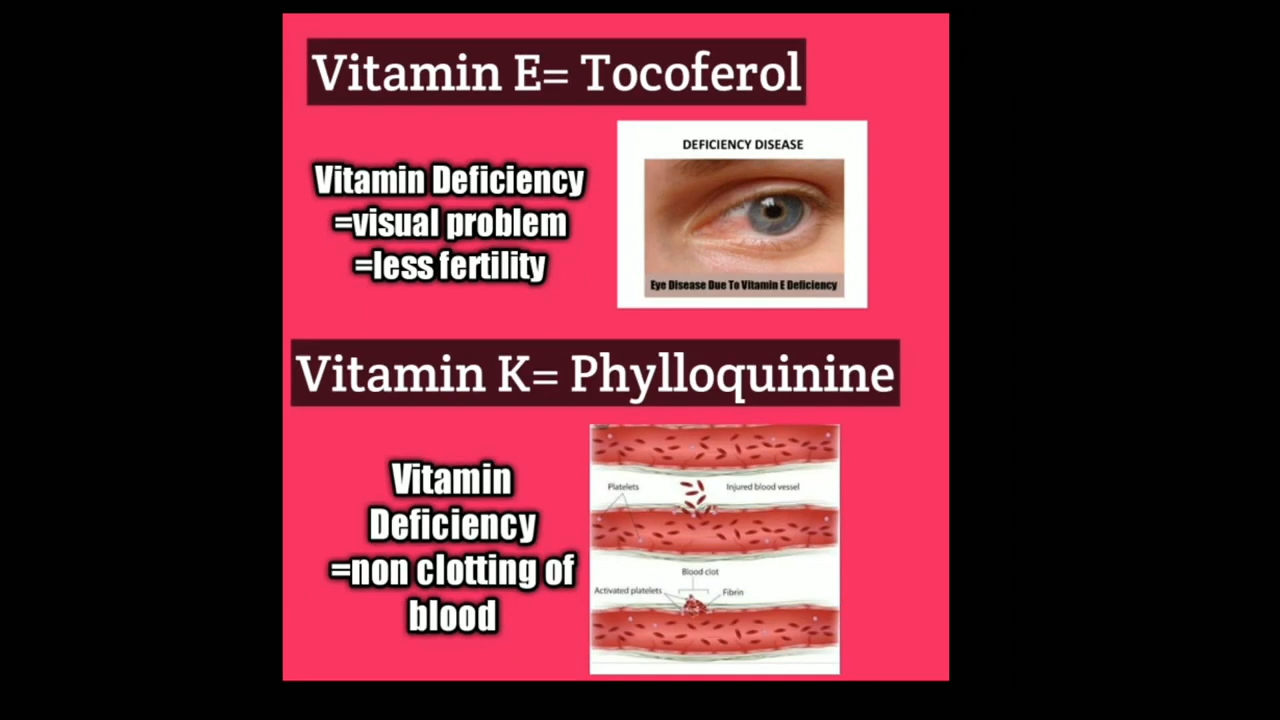 Vitamin E= Tocoferol
Vitamin Deficiency
=visual problem
=less fertility
DEFICIENCY DISEASE
Eye Disease Due To Vitamin E Deficiency
Vitamin K= Phylloquinine
Vitamin
Deficiency
=non clotting of
blood
Platelets
Injured blood vessel
Blood clot
Activated platelets
Fibrin